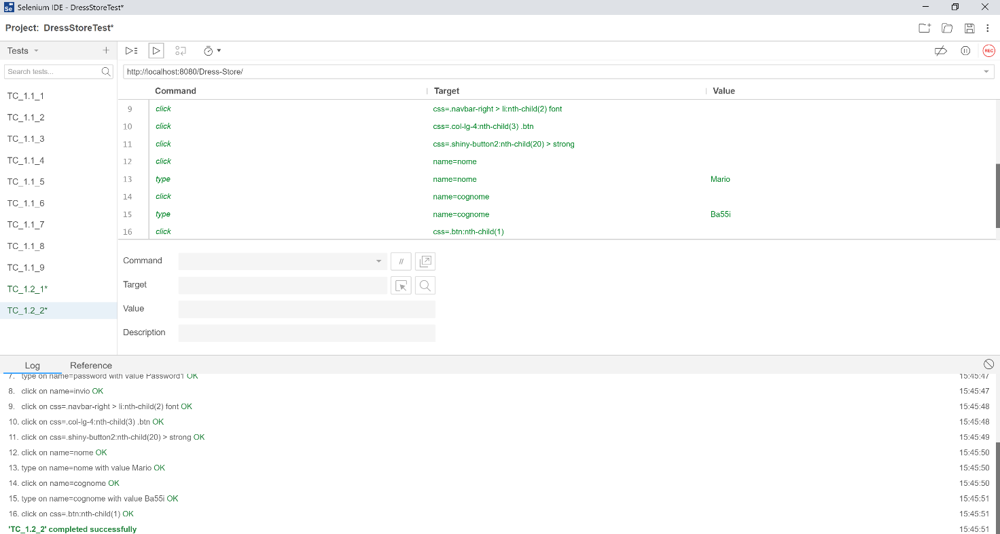 Selenium IDE - DressStoreTest*
Project: DressStoreTest*
Tests
Search tests...
TC_1.1_1
TC_1.1_2
TC_1.1_3
TC_1.1_4
TC_1.1_5
TC_1.1_6
TC_1.1_7
TC_1.1_8
TC_1.1_9
TC_1.2_1*
TC_1.2_2*
REC
http://localhost:8080/Dress-Store/
Command Target Value
9 click css=.navbar-right > li:nth-child(2) font
10 click css=.col-lg-4:nth-child(3) .btn
11 click css=.shiny-button2:nth-child(20) > strong
12 click name=nome
13 type name=nome Mario
14 click name=cognome
15 type name=cognome Ba55i
16 click css=.btn:nth-child(1)
Command //
Target
Value
Description
Log Reference
7. type on name=password with value Password1 OK 15:45:47
8. click on name=invio OK 15:45:47
9. click on css=.navbar-right > li:nth-child(2) font OK 15:45:48
10. click on css=.col-lg-4:nth-child(3) .btn OK 15:45:48
11. click on css=.shiny-button2:nth-child(20) > strong OK 15:45:49
12. click on name=nome OK 15:45:50
13. type on name=nome with value Mario OK 15:45:50
14. click on name=cognome OK 15:45:50
15. type on name=cognome with value Ba55i OK 15:45:51
16. click on css=.btn:nth-child(1) OK 15:45:51
'TC_1.2_2' completed successfully 15:45:51